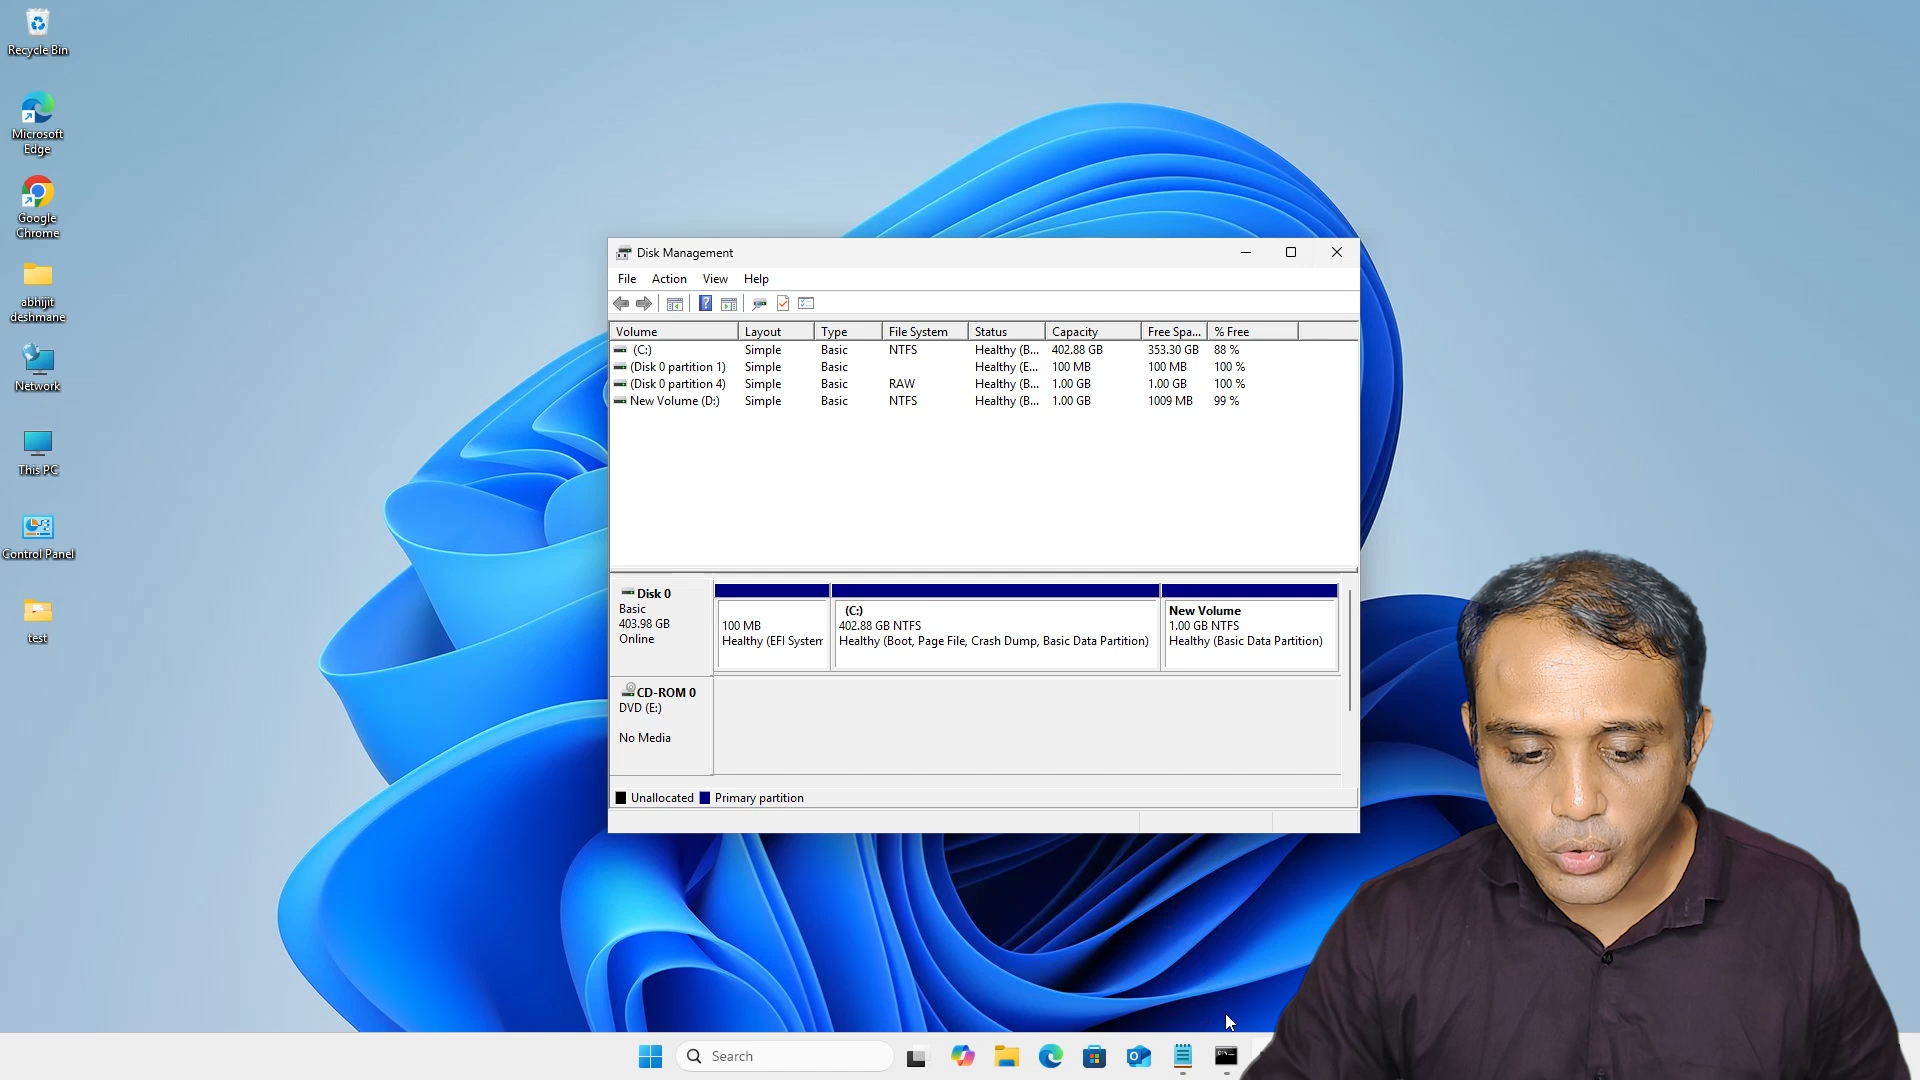 Recycle Bin
Microsoft
Edge
Google
Chrome
abhijit
deshmane
Network
This PC
Control Panel
test
Disk Management
File Action View Help
Volume Layout Type File System Status Capacity Free Spa... % Free
(C:) Simple Basic NTFS Healthy (B... 402.88 GB 353.30 GB 88 %
(Disk 0 partition 1) Simple Basic Healthy (E... 100 MB 100 MB 100 %
(Disk 0 partition 4) Simple Basic RAW Healthy (B... 1.00 GB 1.00 GB 100 %
New Volume (D:) Simple Basic NTFS Healthy (B... 1.00 GB 1009 MB 99 %
Disk 0
Basic
403.98 GB
Online
100 MB
Healthy (EFI System
(C:)
402.88 GB NTFS
Healthy (Boot, Page File, Crash Dump, Basic Data Partition)
New Volume
1.00 GB NTFS
Healthy (Basic Data Partition)
CD-ROM 0
DVD (E:)
No Media
Unallocated Primary partition
Search